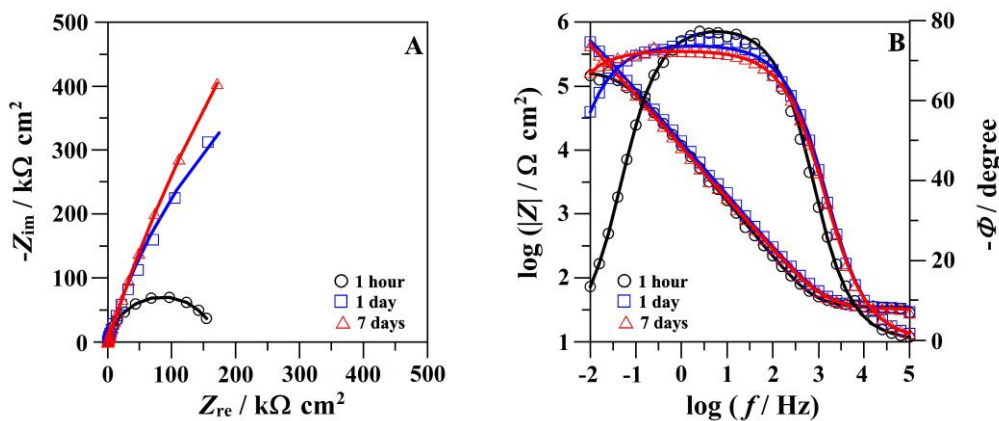 500
400
300
200
100
0
-Zim / kΩ cm²
A
1 hour
1 day
7 days
0 100 200 300 400 500
Zre / kΩ cm²
6
5
4
3
2
1
log (|Z| / Ω cm²)
B
1 hour
1 day
7 days
80
60
40
20
0
-Φ / degree
-2 -1 0 1 2 3 4 5
log (f / Hz)